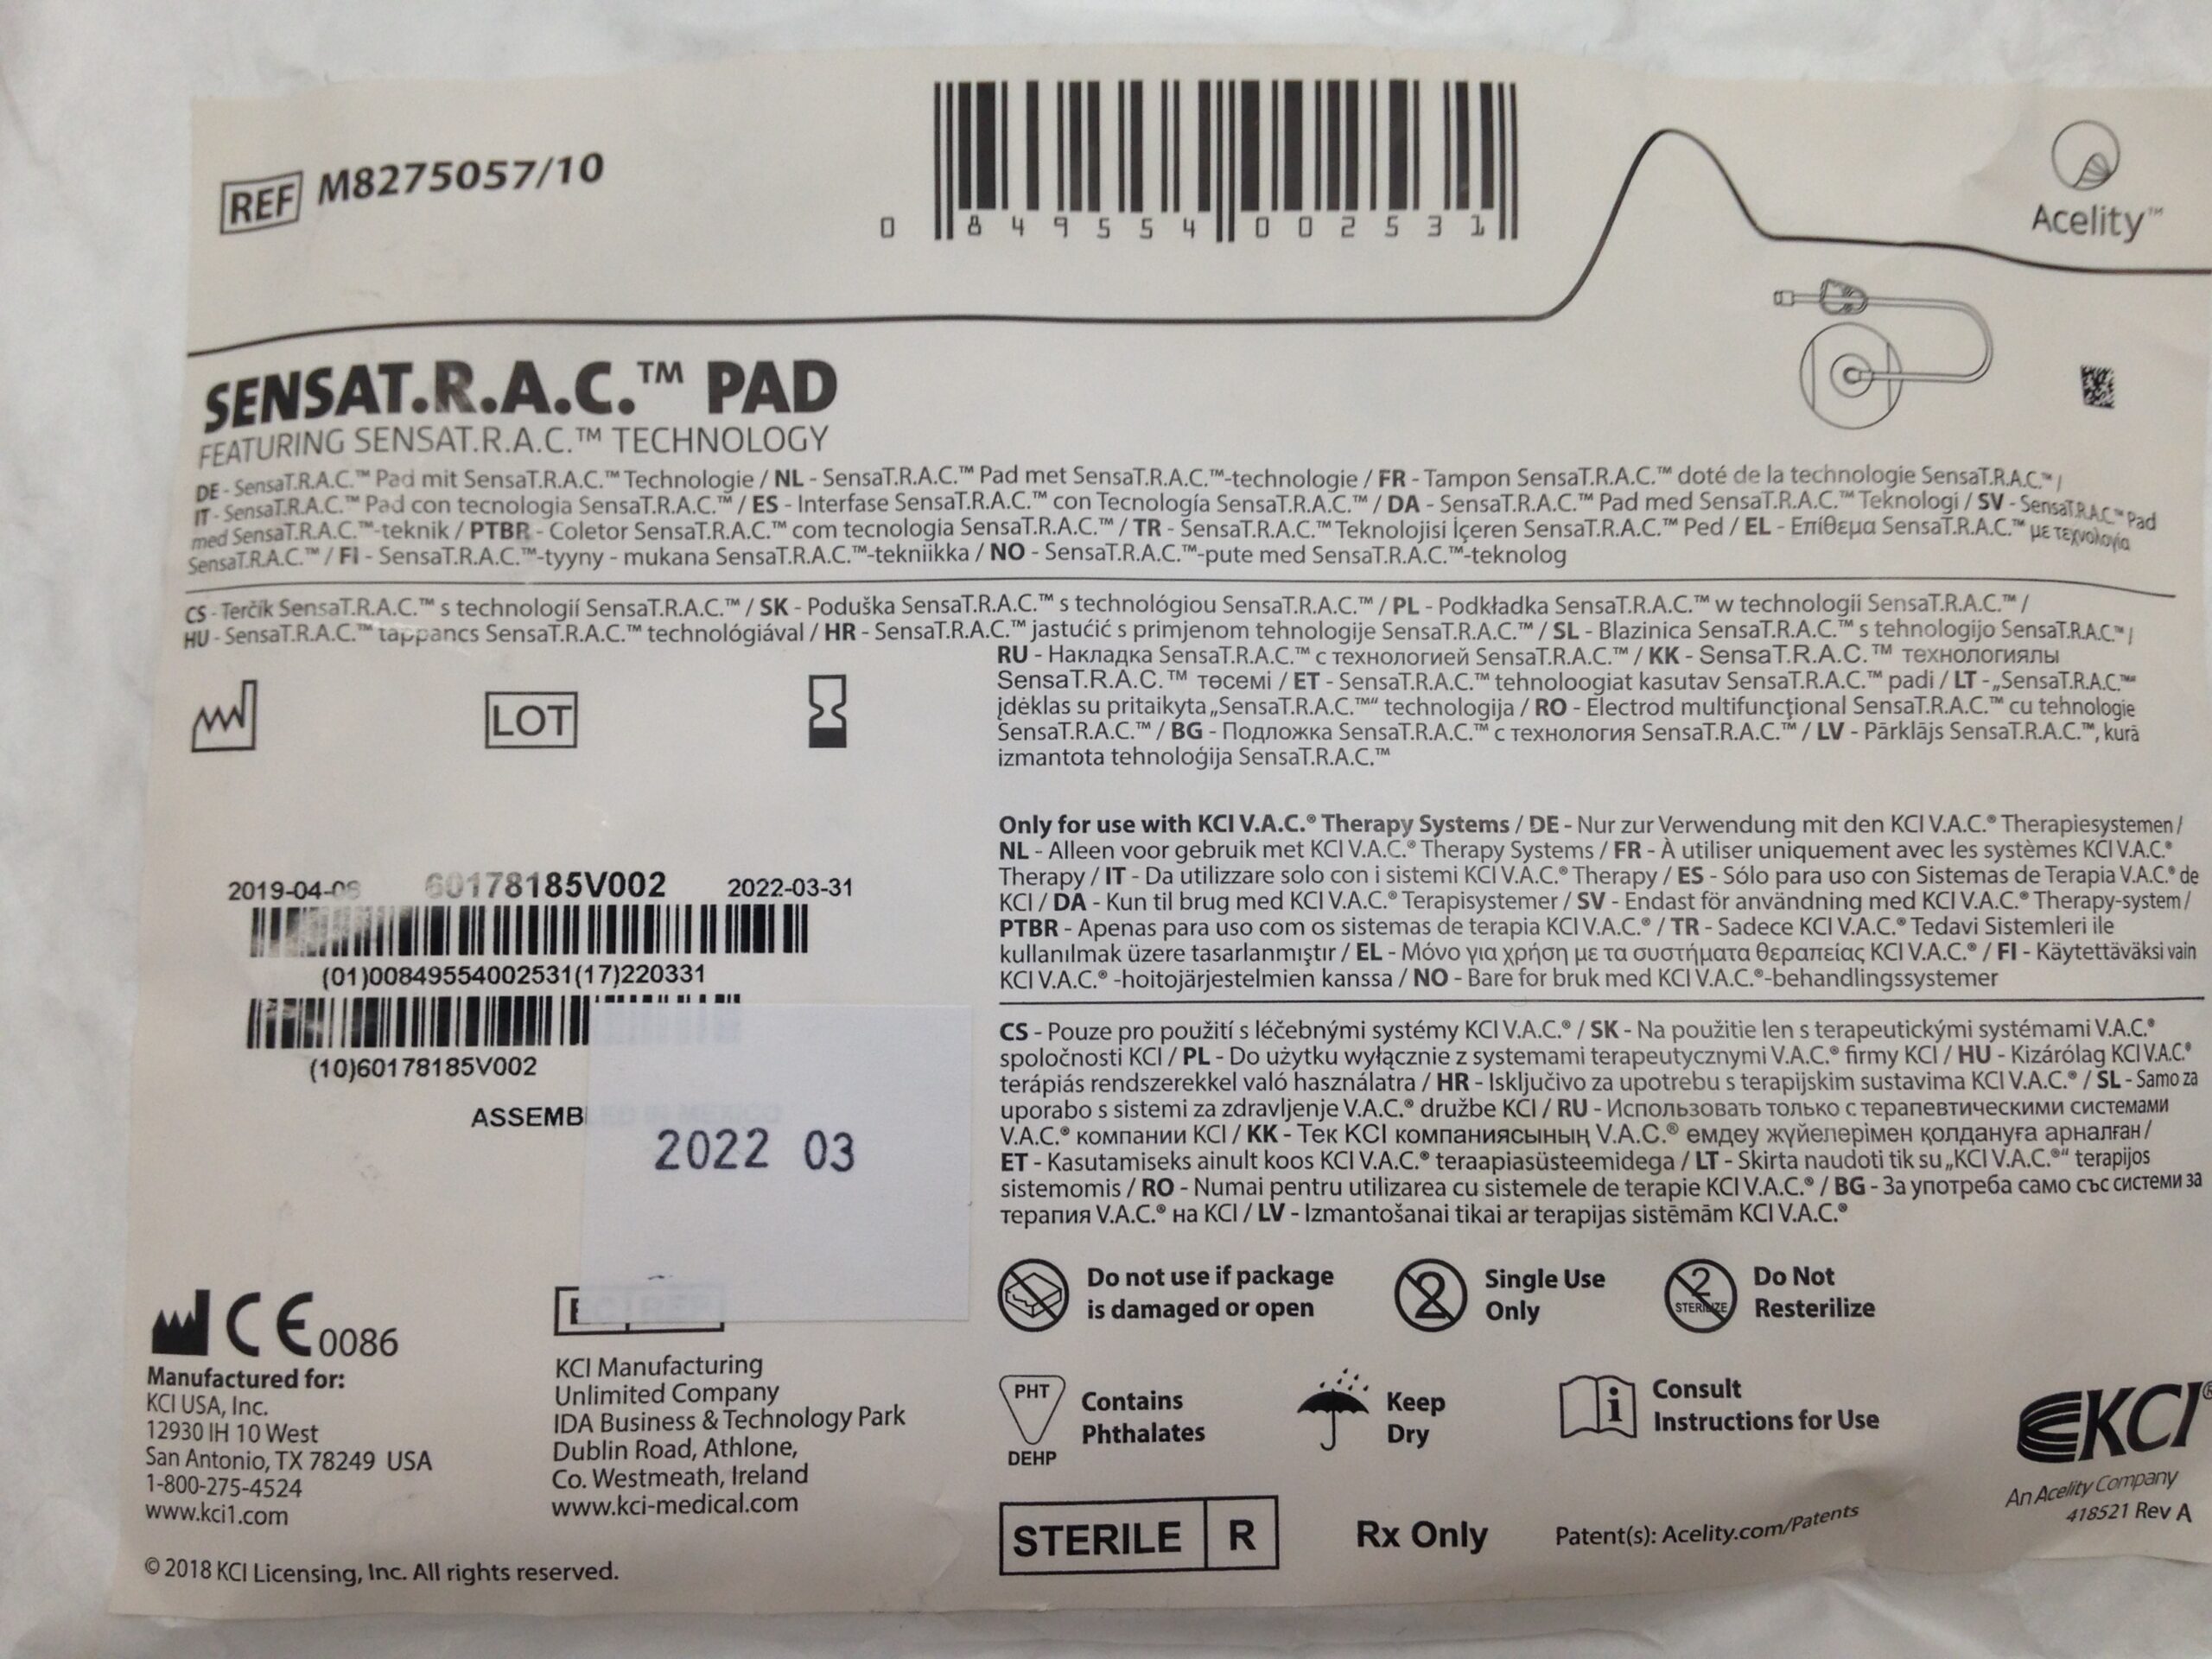 REF M8275057/10
0 849554 002531
Acelity™
SENSAT.R.A.C.™ PAD
FEATURING SENSAT.R.A.C.™ TECHNOLOGY
DE - SensaT.R.A.C.™ Pad mit SensaT.R.A.C.™ Technologie / NL - SensaT.R.A.C.™ Pad met SensaT.R.A.C.™-technologie / FR - Tampon SensaT.R.A.C.™ doté de la technologie SensaT.R.A.C.™ /
IT - SensaT.R.A.C.™ Pad con tecnologia SensaT.R.A.C.™ / ES - Interfase SensaT.R.A.C.™ con Tecnología SensaT.R.A.C.™ / DA - SensaT.R.A.C.™ Pad med SensaT.R.A.C.™ Teknologi / SV - SensaT.R.A.C.™ Pad
med SensaT.R.A.C.™-teknik / PTBR - Coletor SensaT.R.A.C.™ com tecnologia SensaT.R.A.C.™ / TR - SensaT.R.A.C.™ Teknolojisi İçeren SensaT.R.A.C.™ Ped / EL - Επίθεμα SensaT.R.A.C.™ με τεχνολογία
SensaT.R.A.C.™ / FI - SensaT.R.A.C.™-tyyny - mukana SensaT.R.A.C.™-tekniikka / NO - SensaT.R.A.C.™-pute med SensaT.R.A.C.™-teknolog
CS - Terčík SensaT.R.A.C.™ s technologií SensaT.R.A.C.™ / SK - Poduška SensaT.R.A.C.™ s technológiou SensaT.R.A.C.™ / PL - Podkładka SensaT.R.A.C.™ w technologii SensaT.R.A.C.™ /
HU - SensaT.R.A.C.™ tappancs SensaT.R.A.C.™ technológiával / HR - SensaT.R.A.C.™ jastučić s primjenom tehnologije SensaT.R.A.C.™ / SL - Blazinica SensaT.R.A.C.™ s tehnologijo SensaT.R.A.C.™ /
RU - Накладка SensaT.R.A.C.™ с технологией SensaT.R.A.C.™ / KK - SensaT.R.A.C.™ технологиялы
SensaT.R.A.C.™ төсемі / ET - SensaT.R.A.C.™ tehnoloogiat kasutav SensaT.R.A.C.™ padi / LT - „SensaT.R.A.C.™“
įdėklas su pritaikyta „SensaT.R.A.C.™“ technologija / RO - Electrod multifuncţional SensaT.R.A.C.™ cu tehnologie
SensaT.R.A.C.™ / BG - Подложка SensaT.R.A.C.™ с технология SensaT.R.A.C.™ / LV - Pārklājs SensaT.R.A.C.™, kurā
izmantota tehnoloģija SensaT.R.A.C.™
LOT
60178185V002 2022-03-31
(01)00849554002531(17)220331
(10)60178185V002
ASSEMBLED IN MEXICO
2022 03
Only for use with KCI V.A.C.® Therapy Systems / DE - Nur zur Verwendung mit den KCI V.A.C.® Therapiesystemen /
NL - Alleen voor gebruik met KCI V.A.C.® Therapy Systems / FR - À utiliser uniquement avec les systèmes KCI V.A.C.®
Therapy / IT - Da utilizzare solo con i sistemi KCI V.A.C.® Therapy / ES - Sólo para uso con Sistemas de Terapia V.A.C.® de
KCI / DA - Kun til brug med KCI V.A.C.® Terapisystemer / SV - Endast för användning med KCI V.A.C.® Therapy-system /
PTBR - Apenas para uso com os sistemas de terapia KCI V.A.C.® / TR - Sadece KCI V.A.C.® Tedavi Sistemleri ile
kullanılmak üzere tasarlanmıştır / EL - Μόνο για χρήση με τα συστήματα θεραπείας KCI V.A.C.® / FI - Käytettäväksi vain
KCI V.A.C.® -hoitojärjestelmien kanssa / NO - Bare for bruk med KCI V.A.C.®-behandlingssystemer
CS - Pouze pro použití s léčebnými systémy KCI V.A.C.® / SK - Na použitie len s terapeutickými systémami V.A.C.®
spoločnosti KCI / PL - Do użytku wyłącznie z systemami terapeutycznymi V.A.C.® firmy KCI / HU - Kizárólag KCI V.A.C.®
terápiás rendszerekkel való használatra / HR - Isključivo za upotrebu s terapijskim sustavima KCI V.A.C.® / SL - Samo za
uporabo s sistemi za zdravljenje V.A.C.® družbe KCI / RU - Использовать только с терапевтическими системами
V.A.C.® компании KCI / KK - Тек KCI компаниясының V.A.C.® емдеу жүйелерімен қолдануға арналған /
ET - Kasutamiseks ainult koos KCI V.A.C.® teraapiasüsteemidega / LT - Skirta naudoti tik su „KCI V.A.C.®“ terapijos
sistemomis / RO - Numai pentru utilizarea cu sistemele de terapie KCI V.A.C.® / BG - За употреба само със системи за
терапия V.A.C.® на KCI / LV - Izmantošanai tikai ar terapijas sistēmām KCI V.A.C.®
Do not use if package
is damaged or open
2 Single Use
Only
2 STERILIZE Do Not
Resterilize
PHT DEHP Contains
Phthalates
Keep
Dry
i Consult
Instructions for Use
STERILE R
Rx Only
Patent(s): Acelity.com/Patents
KCI®
An Acelity Company
418521 Rev A
CE 0086
Manufactured for:
KCI USA, Inc.
12930 IH 10 West
San Antonio, TX 78249 USA
1-800-275-4524
www.kci1.com
EC REP
KCI Manufacturing
Unlimited Company
IDA Business & Technology Park
Dublin Road, Athlone,
Co. Westmeath, Ireland
www.kci-medical.com
© 2018 KCI Licensing, Inc. All rights reserved.